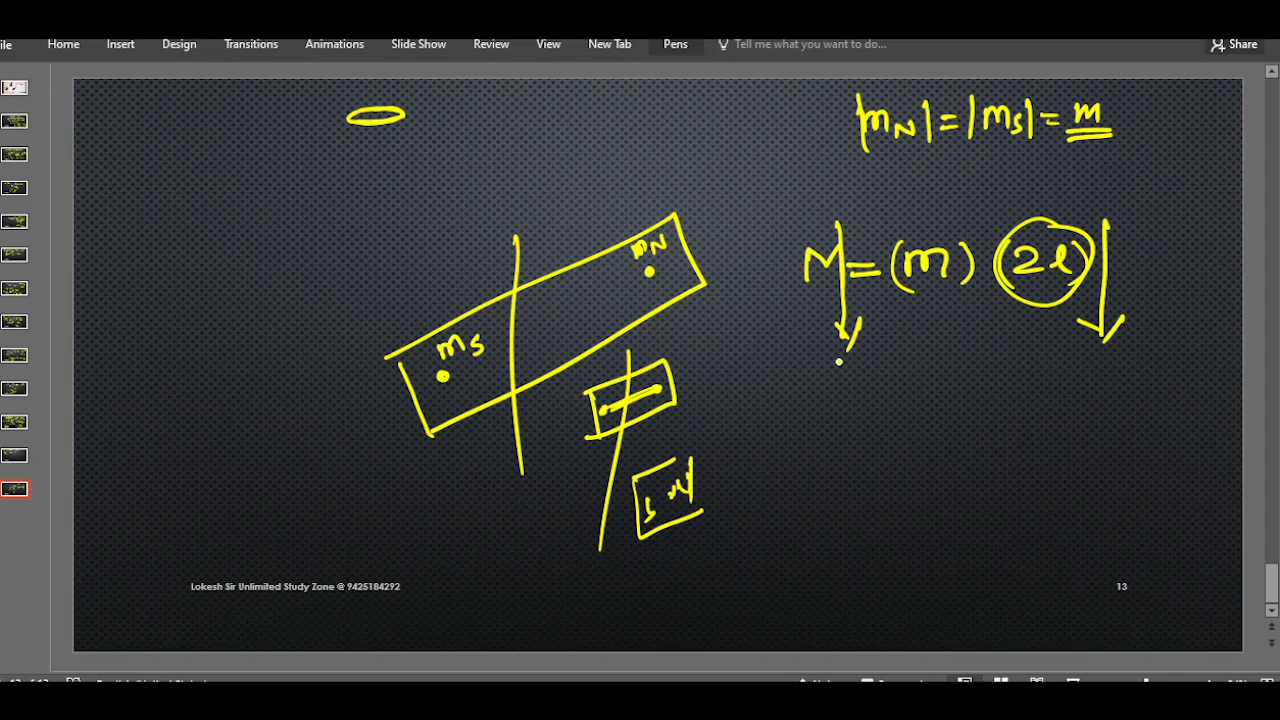 File Home Insert Design Transitions Animations Slide Show Review View New Tab Pens Tell me what you want to do... Share
|mN| = |mS| = m
mN
M = (m) (2l)
mS
S N
Lokesh Sir Unlimited Study Zone @ 9425184292
13